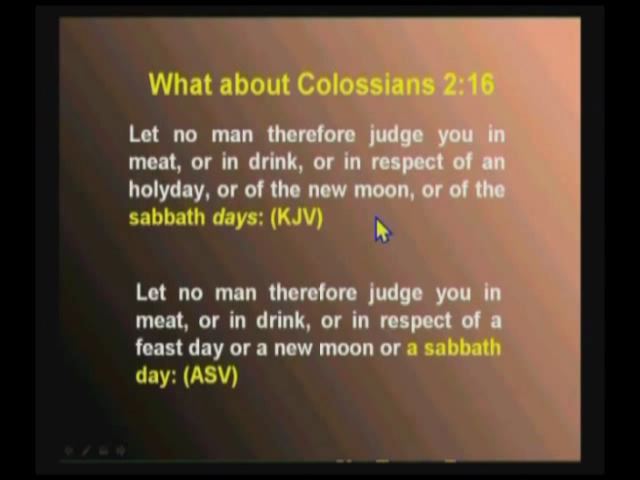 What about Colossians 2:16
Let no man therefore judge you in
meat, or in drink, or in respect of an
holyday, or of the new moon, or of the
sabbath days: (KJV)
Let no man therefore judge you in
meat, or in drink, or in respect of a
feast day or a new moon or a sabbath
day: (ASV)